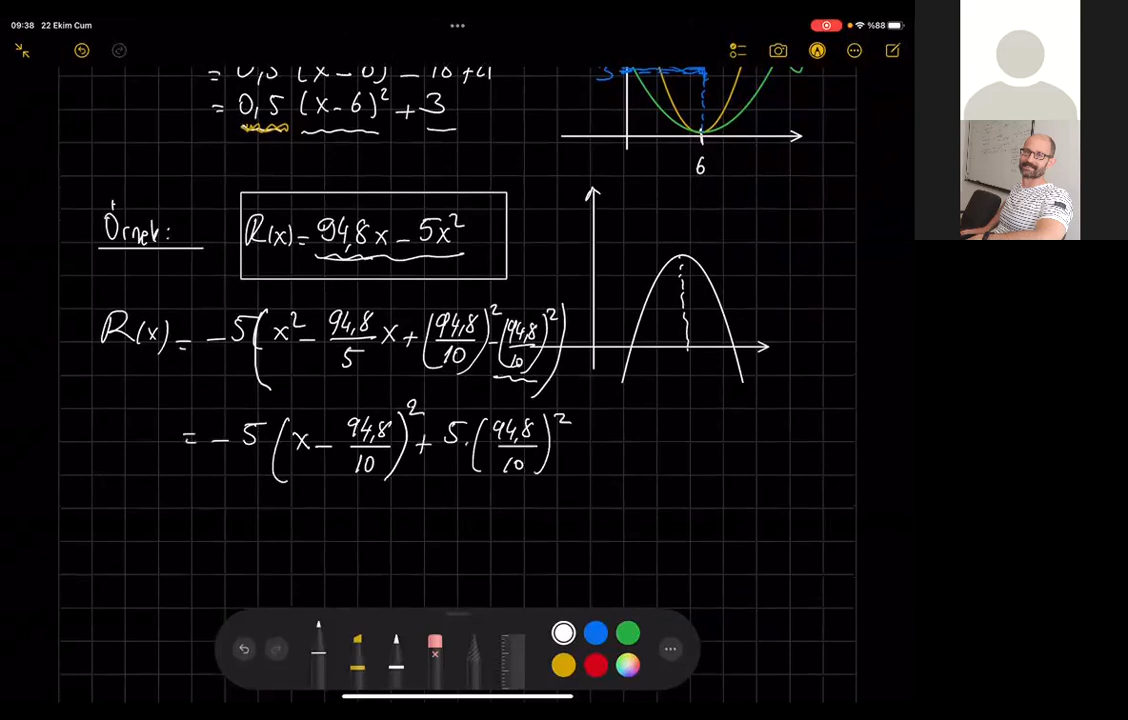 09:38 22 Ekim Cum
%88
= 0,5 (x - 6)² + 3
6
Örnek: R(x) = 94,8x - 5x²
R(x) = -5(x² - 94,8/5 x + (94,8/10)² - (94,8/10)²)
= -5(x - 94,8/10)² + 5.(94,8/10)²